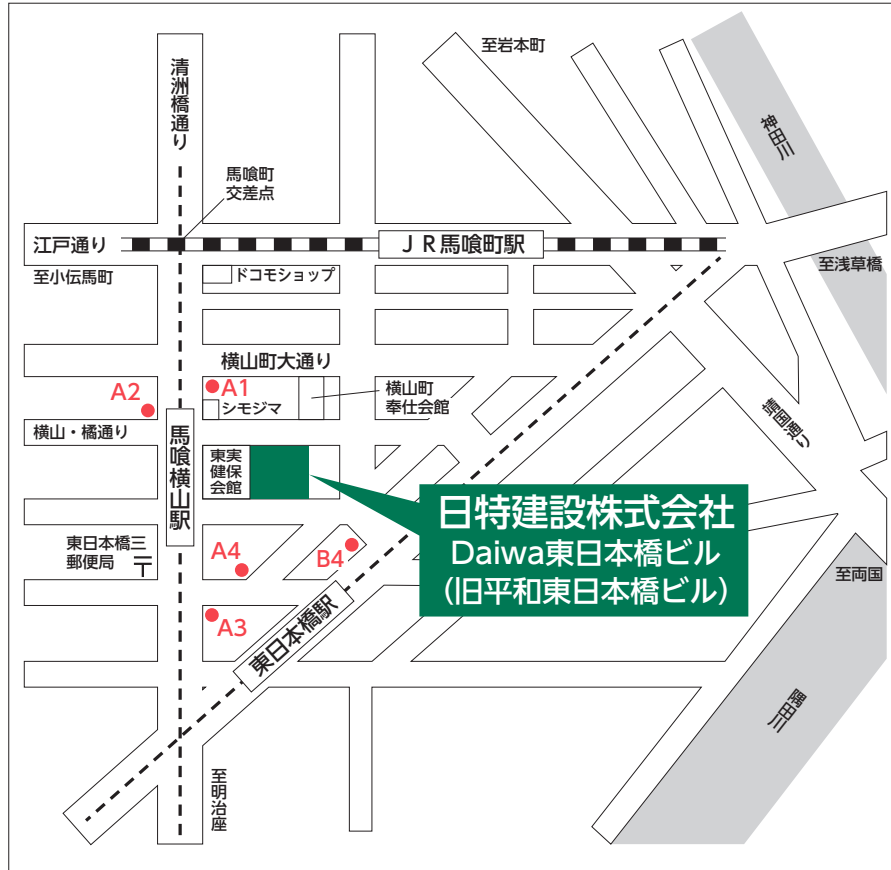 至岩本町
清洲橋通り
神田川
馬喰町
交差点
江戸通り
ＪＲ馬喰町駅
至小伝馬町
ドコモショップ
至浅草橋
横山町大通り
A2
A1
横山町
奉仕会館
シモジマ
靖国通り
横山・橘通り
馬喰横山駅
東実
健保
会館
日特建設株式会社
Daiwa東日本橋ビル
(旧平和東日本橋ビル)
東日本橋三
郵便局
〒
A4
B4
至両国
A3
東日本橋駅
隅田川
至明治座